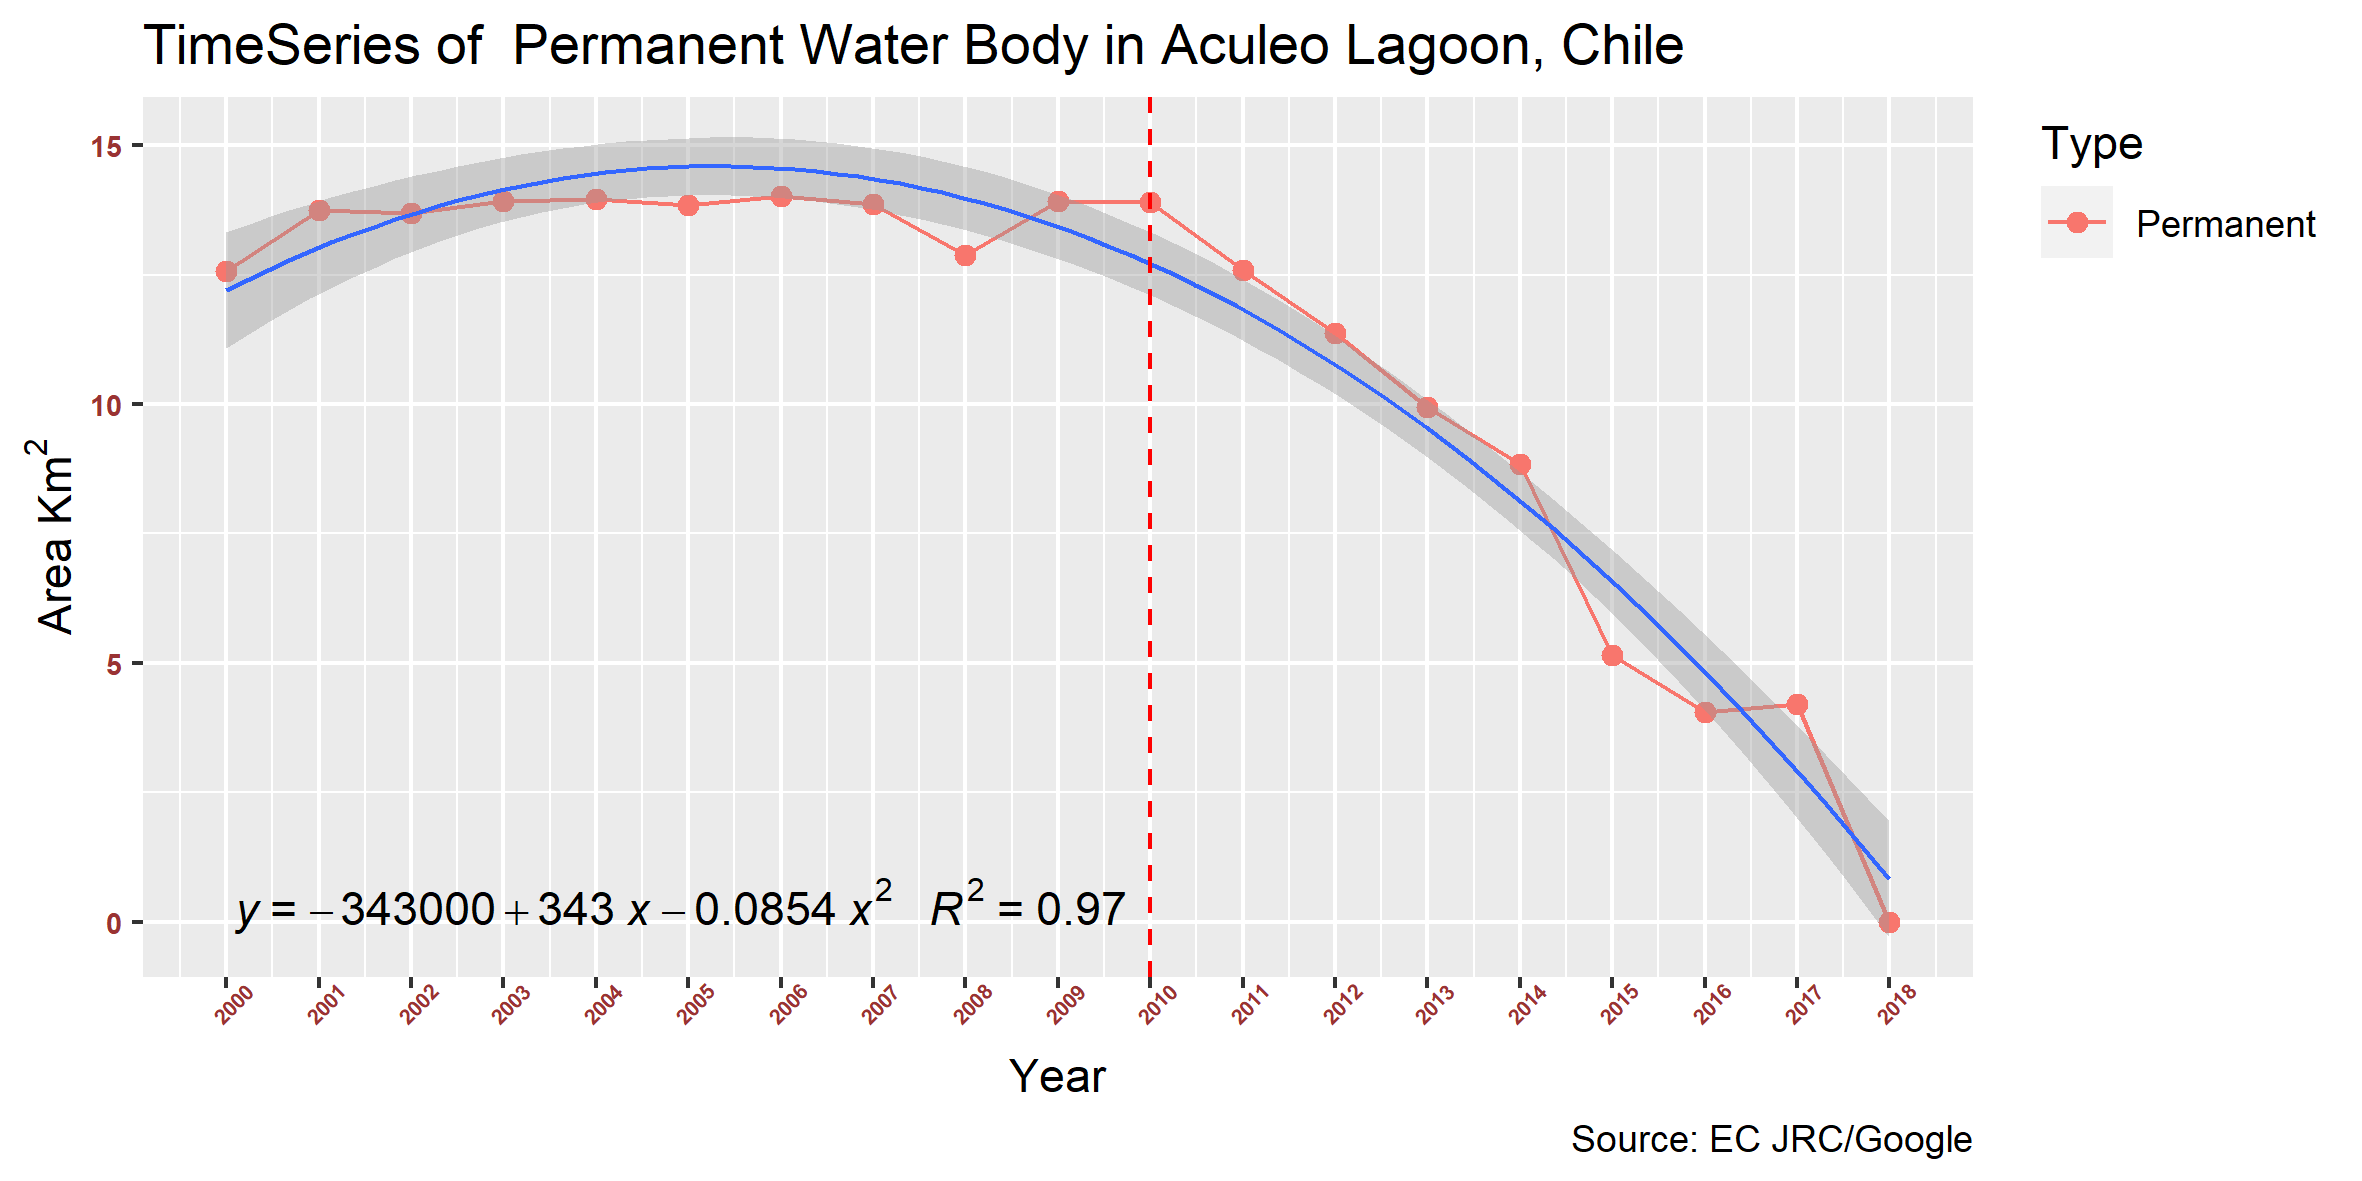 TimeSeries of  Permanent Water Body in Aculeo Lagoon, Chile
Type
Permanent
Area Km²
15
10
5
0
y = −343000 + 343 x − 0.0854 x²   R² = 0.97
2000 2001 2002 2003 2004 2005 2006 2007 2008 2009 2010 2011 2012 2013 2014 2015 2016 2017 2018
Year
Source: EC JRC/Google